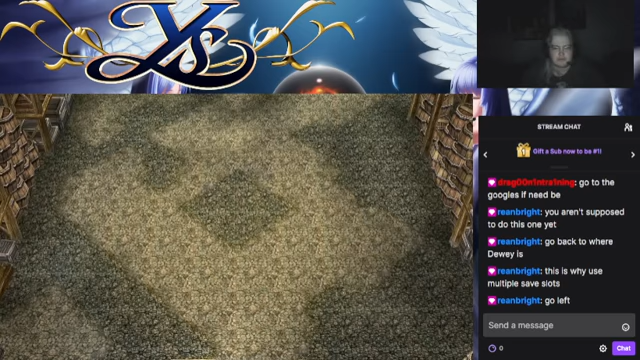 Ys
STREAM CHAT
Gift a Sub now to be #1!
drag00nintraining: go to the
googles if need be
reanbright: you aren't supposed
to do this one yet
reanbright: go back to where
Dewey is
reanbright: this is why use
multiple save slots
reanbright: go left
Send a message
0
Chat